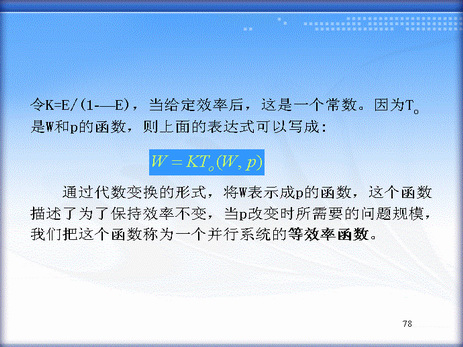 令K=E/(1-—E)，当给定效率后，这是一个常数。因为To
是W和p的函数，则上面的表达式可以写成：
W = KTo(W, p)
通过代数变换的形式，将W表示成p的函数，这个函数
描述了为了保持效率不变，当p改变时所需要的问题规模，
我们把这个函数称为一个并行系统的等效率函数。
78